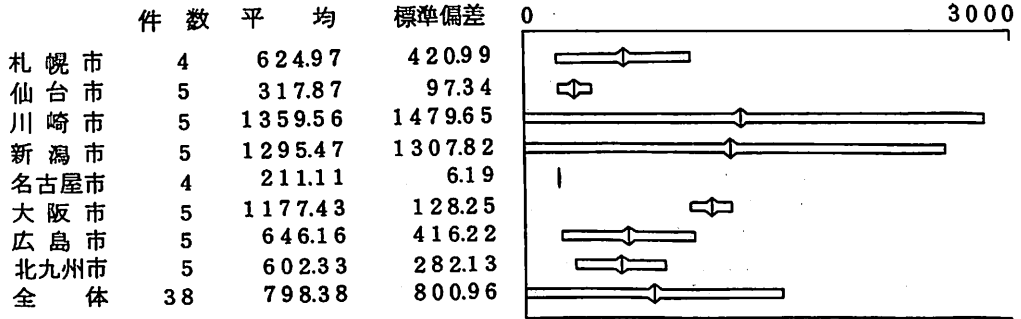 件 数 平 均 標準偏差 0 3000
札 幌 市 4 624.97 420.99
仙 台 市 5 317.87 97.34
川 崎 市 5 1359.56 1479.65
新 潟 市 5 1295.47 1307.82
名古屋市 4 211.11 6.19
大 阪 市 5 1177.43 128.25
広 島 市 5 646.16 416.22
北九州市 5 602.33 282.13
全 体 38 798.38 800.96